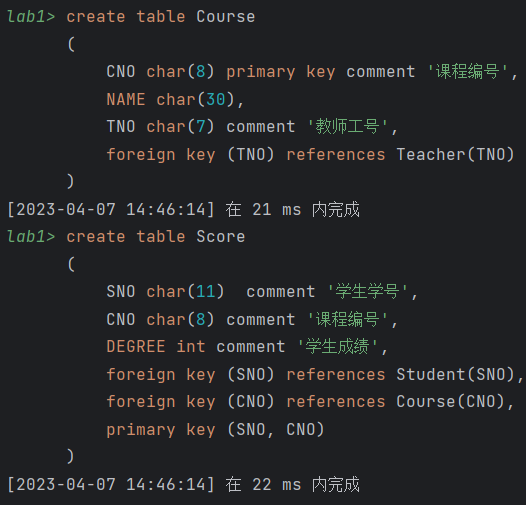 lab1> create table Course
(
CNO char(8) primary key comment '课程编号',
NAME char(30),
TNO char(7) comment '教师工号',
foreign key (TNO) references Teacher(TNO)
)
[2023-04-07 14:46:14] 在 21 ms 内完成
lab1> create table Score
(
SNO char(11)  comment '学生学号',
CNO char(8) comment '课程编号',
DEGREE int comment '学生成绩',
foreign key (SNO) references Student(SNO),
foreign key (CNO) references Course(CNO),
primary key (SNO, CNO)
)
[2023-04-07 14:46:14] 在 22 ms 内完成